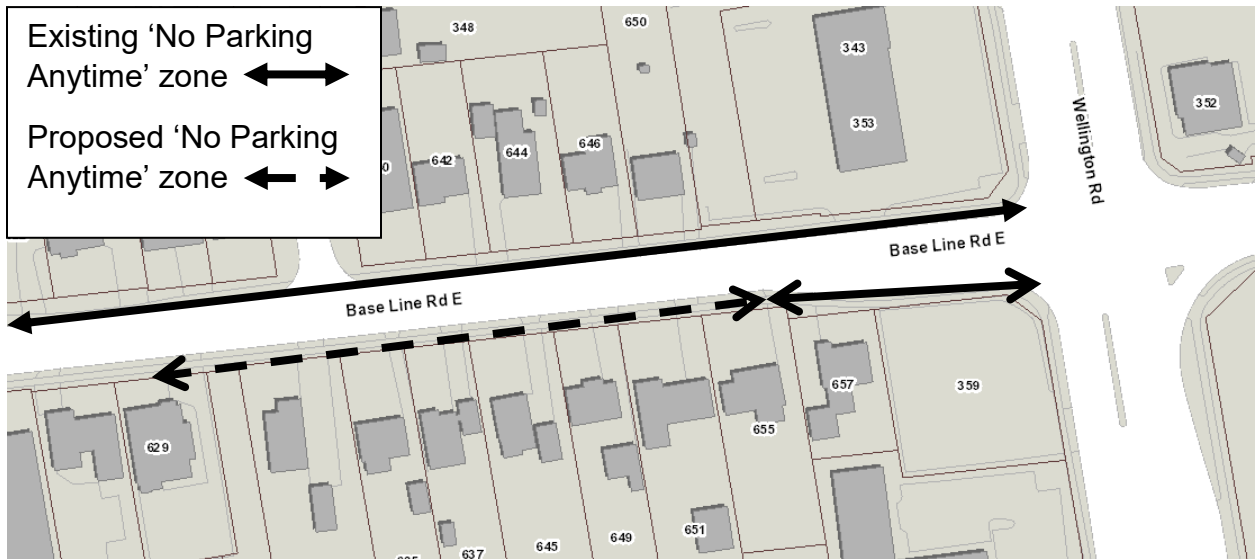 Existing ‘No Parking
Anytime’ zone
Proposed ‘No Parking
Anytime’ zone
348
650
343
352
353
642
644
646
Wellington Rd
Base Line Rd E
Base Line Rd E
657
359
655
629
651
649
645
637